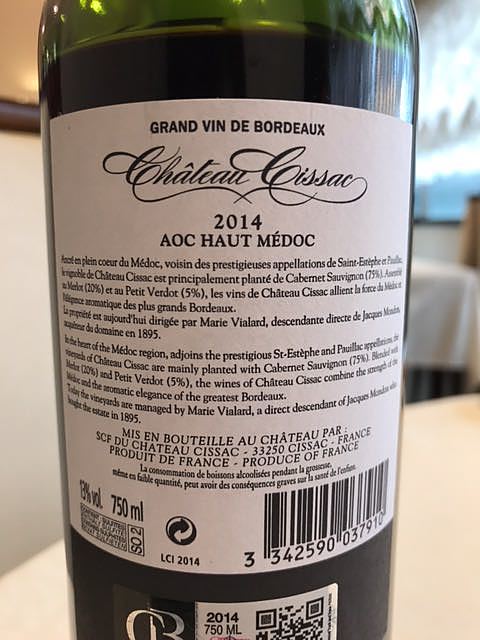 GRAND VIN DE BORDEAUX
Château Cissac
2014
AOC HAUT MÉDOC
Ancré en plein coeur du Médoc, voisin des prestigieuses appellations de Saint-Estèphe et Pauillac,
le vignoble de Château Cissac est principalement planté de Cabernet Sauvignon (75%). Assemblé
au Merlot (20%) et au Petit Verdot (5%), les vins de Château Cissac allient la force du Médoc et
l'élégance aromatique des plus grands Bordeaux.
La propriété est aujourd'hui dirigée par Marie Vialard, descendante directe de Jacques Mondon,
acquéreur du domaine en 1895.
In the heart of the Médoc region, adjoins the prestigious St-Estèphe and Pauillac appellations, the
vineyards of Château Cissac are mainly planted with Cabernet Sauvignon (75%). Blended with
Merlot (20%) and Petit Verdot (5%), the wines of Château Cissac combine the strength of the
Médoc and the aromatic elegance of the greatest Bordeaux.
Today the vineyards are managed by Marie Vialard, a direct descendant of Jacques Mondon who
bought the estate in 1895.
MIS EN BOUTEILLE AU CHÂTEAU PAR :
SCF DU CHÂTEAU CISSAC - 33250 CISSAC - FRANCE
PRODUIT DE FRANCE - PRODUCE OF FRANCE
La consommation de boissons alcoolisées pendant la grossesse,
même en faible quantité, peut avoir des conséquences graves sur la santé de l'enfant.
13% vol. 750 ml
SO2
LCI 2014
3 342590 037910
CB
2014
750 ML